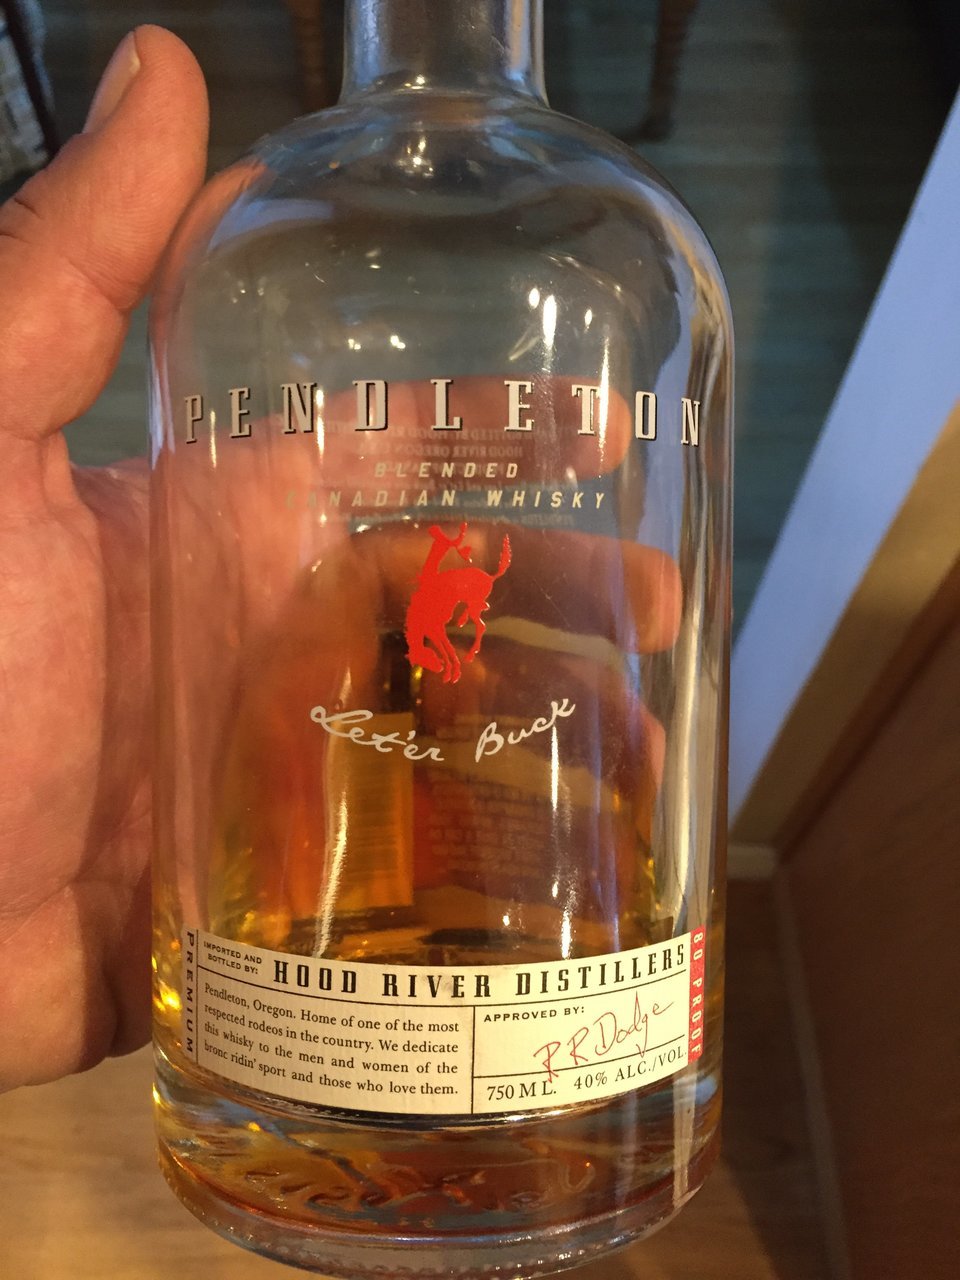 PENDLETON
BLENDED
CANADIAN WHISKY
Let'er Buck
PREMIUM
IMPORTED AND
BOTTLED BY:
HOOD RIVER DISTILLERS
80 PROOF
Pendleton, Oregon. Home of one of the most
respected rodeos in the country. We dedicate
this whisky to the men and women of the
bronc ridin' sport and those who love them.
APPROVED BY:
R R Dodge
750 ML. 40% ALC./VOL.